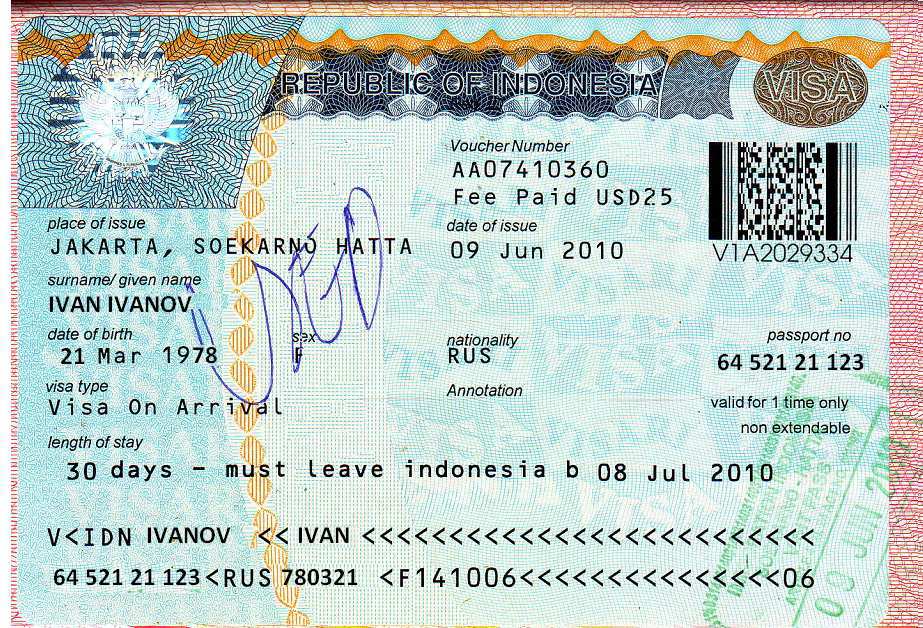 REPUBLIC OF INDONESIA
VISA
Voucher Number
AA07410360
Fee Paid USD25
place of issue
JAKARTA, SOEKARNO HATTA
date of issue
09 Jun 2010
V1A2029334
surname/ given name
IVAN IVANOV
date of birth
21 Mar 1978
sex
F
nationality
RUS
passport no
64 521 21 123
visa type
Visa On Arrival
Annotation
valid for 1 time only
non extendable
length of stay
30 days - must leave indonesia b 08 Jul 2010
V<IDN IVANOV << IVAN <<<<<<<<<<<<<<<<<<<<<<<<<<<<
64 521 21 123<RUS 780321 <F141006<<<<<<<<<<<<<<06
09 JUN